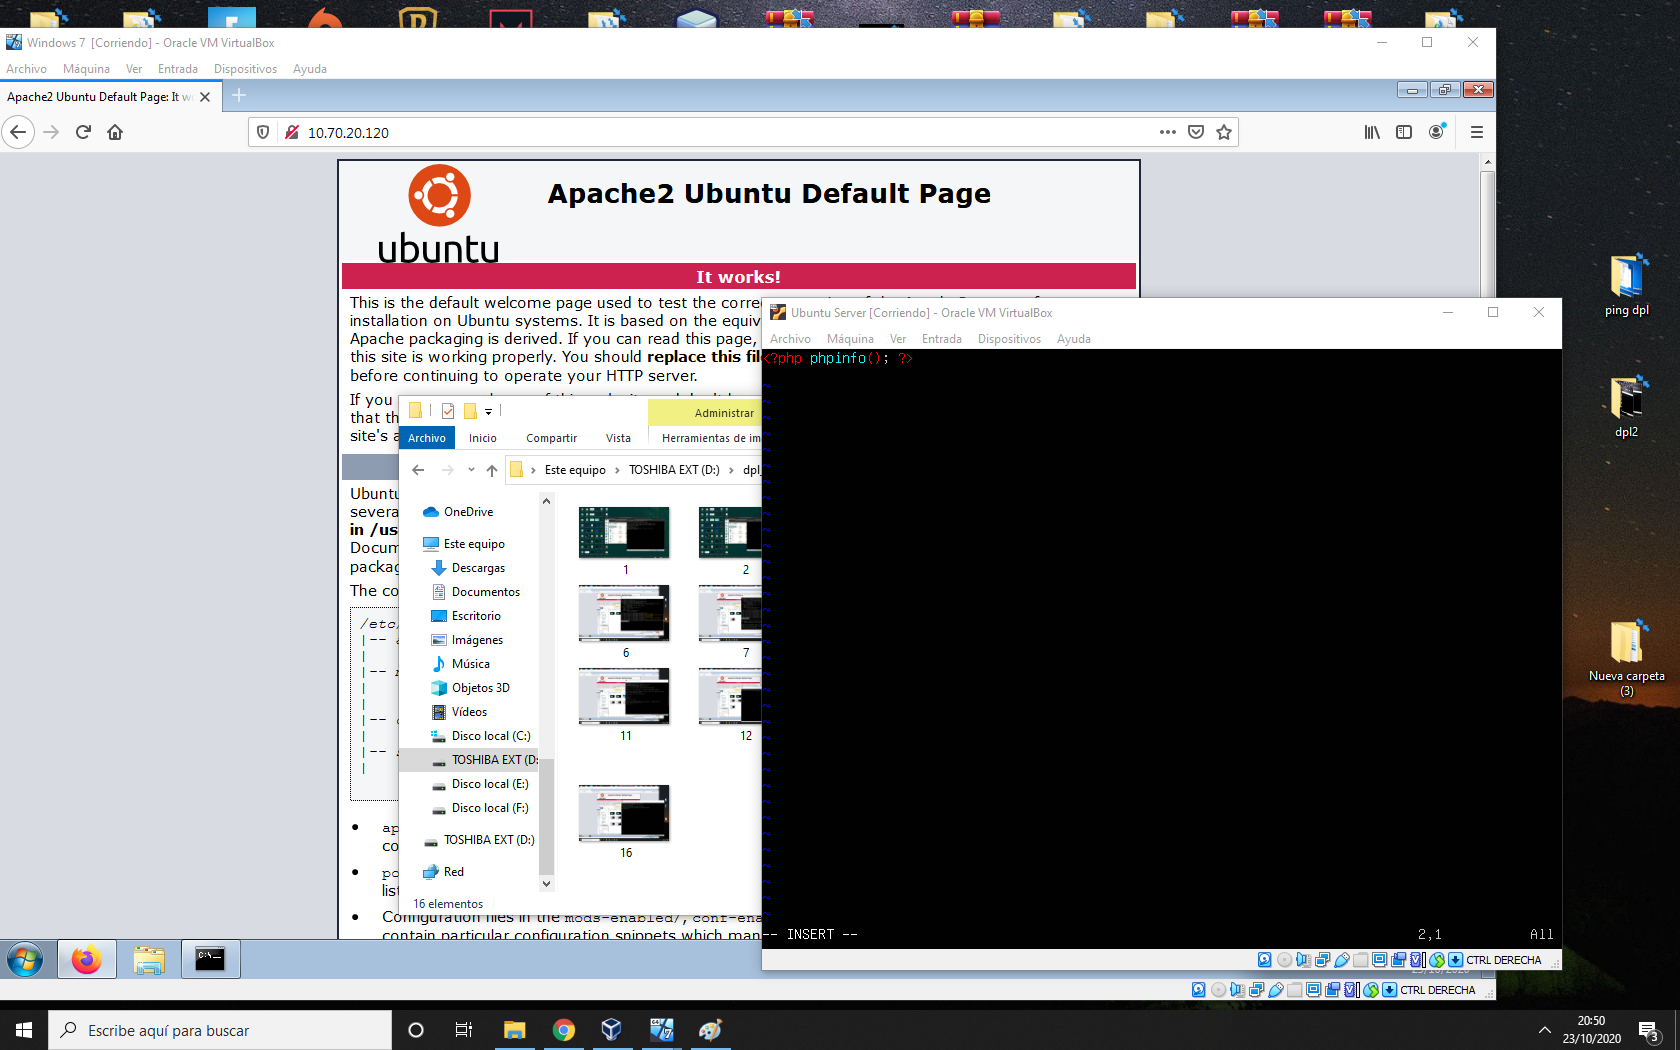 Windows 7 [Corriendo] - Oracle VM VirtualBox
Archivo Máquina Ver Entrada Dispositivos Ayuda
Apache2 Ubuntu Default Page: It w
10.70.20.120
ubuntu
Apache2 Ubuntu Default Page
It works!
This is the default welcome page used to test the correc
installation on Ubuntu systems. It is based on the equiv
Apache packaging is derived. If you can read this page,
this site is working properly. You should replace this fil
before continuing to operate your HTTP server.
If you
that th
site's a
Ubuntu
severa
in /us
Docum
packag
The co
/etc/
|--
|
|--
|
|
|--
|
|--
|
ap
co
po
list
Configuration files in the mods-enabled/, conf-ena
contain particular configuration snippets which man
Administrar
Archivo Inicio Compartir Vista Herramientas de im
Este equipo > TOSHIBA EXT (D:) > dpl_
OneDrive
Este equipo
Descargas
Documentos
Escritorio
Imágenes
Música
Objetos 3D
Vídeos
Disco local (C:)
TOSHIBA EXT (D:
Disco local (E:)
Disco local (F:)
TOSHIBA EXT (D:)
Red
1 2
6 7
11 12
16
16 elementos
Ubuntu Server [Corriendo] - Oracle VM VirtualBox
Archivo Máquina Ver Entrada Dispositivos Ayuda
<?php phpinfo(); ?>
-- INSERT -- 2,1 All
CTRL DERECHA
23/10/2020
CTRL DERECHA
ping dpl
dpl2
Nueva carpeta
(3)
Escribe aquí para buscar
20:50
23/10/2020
3